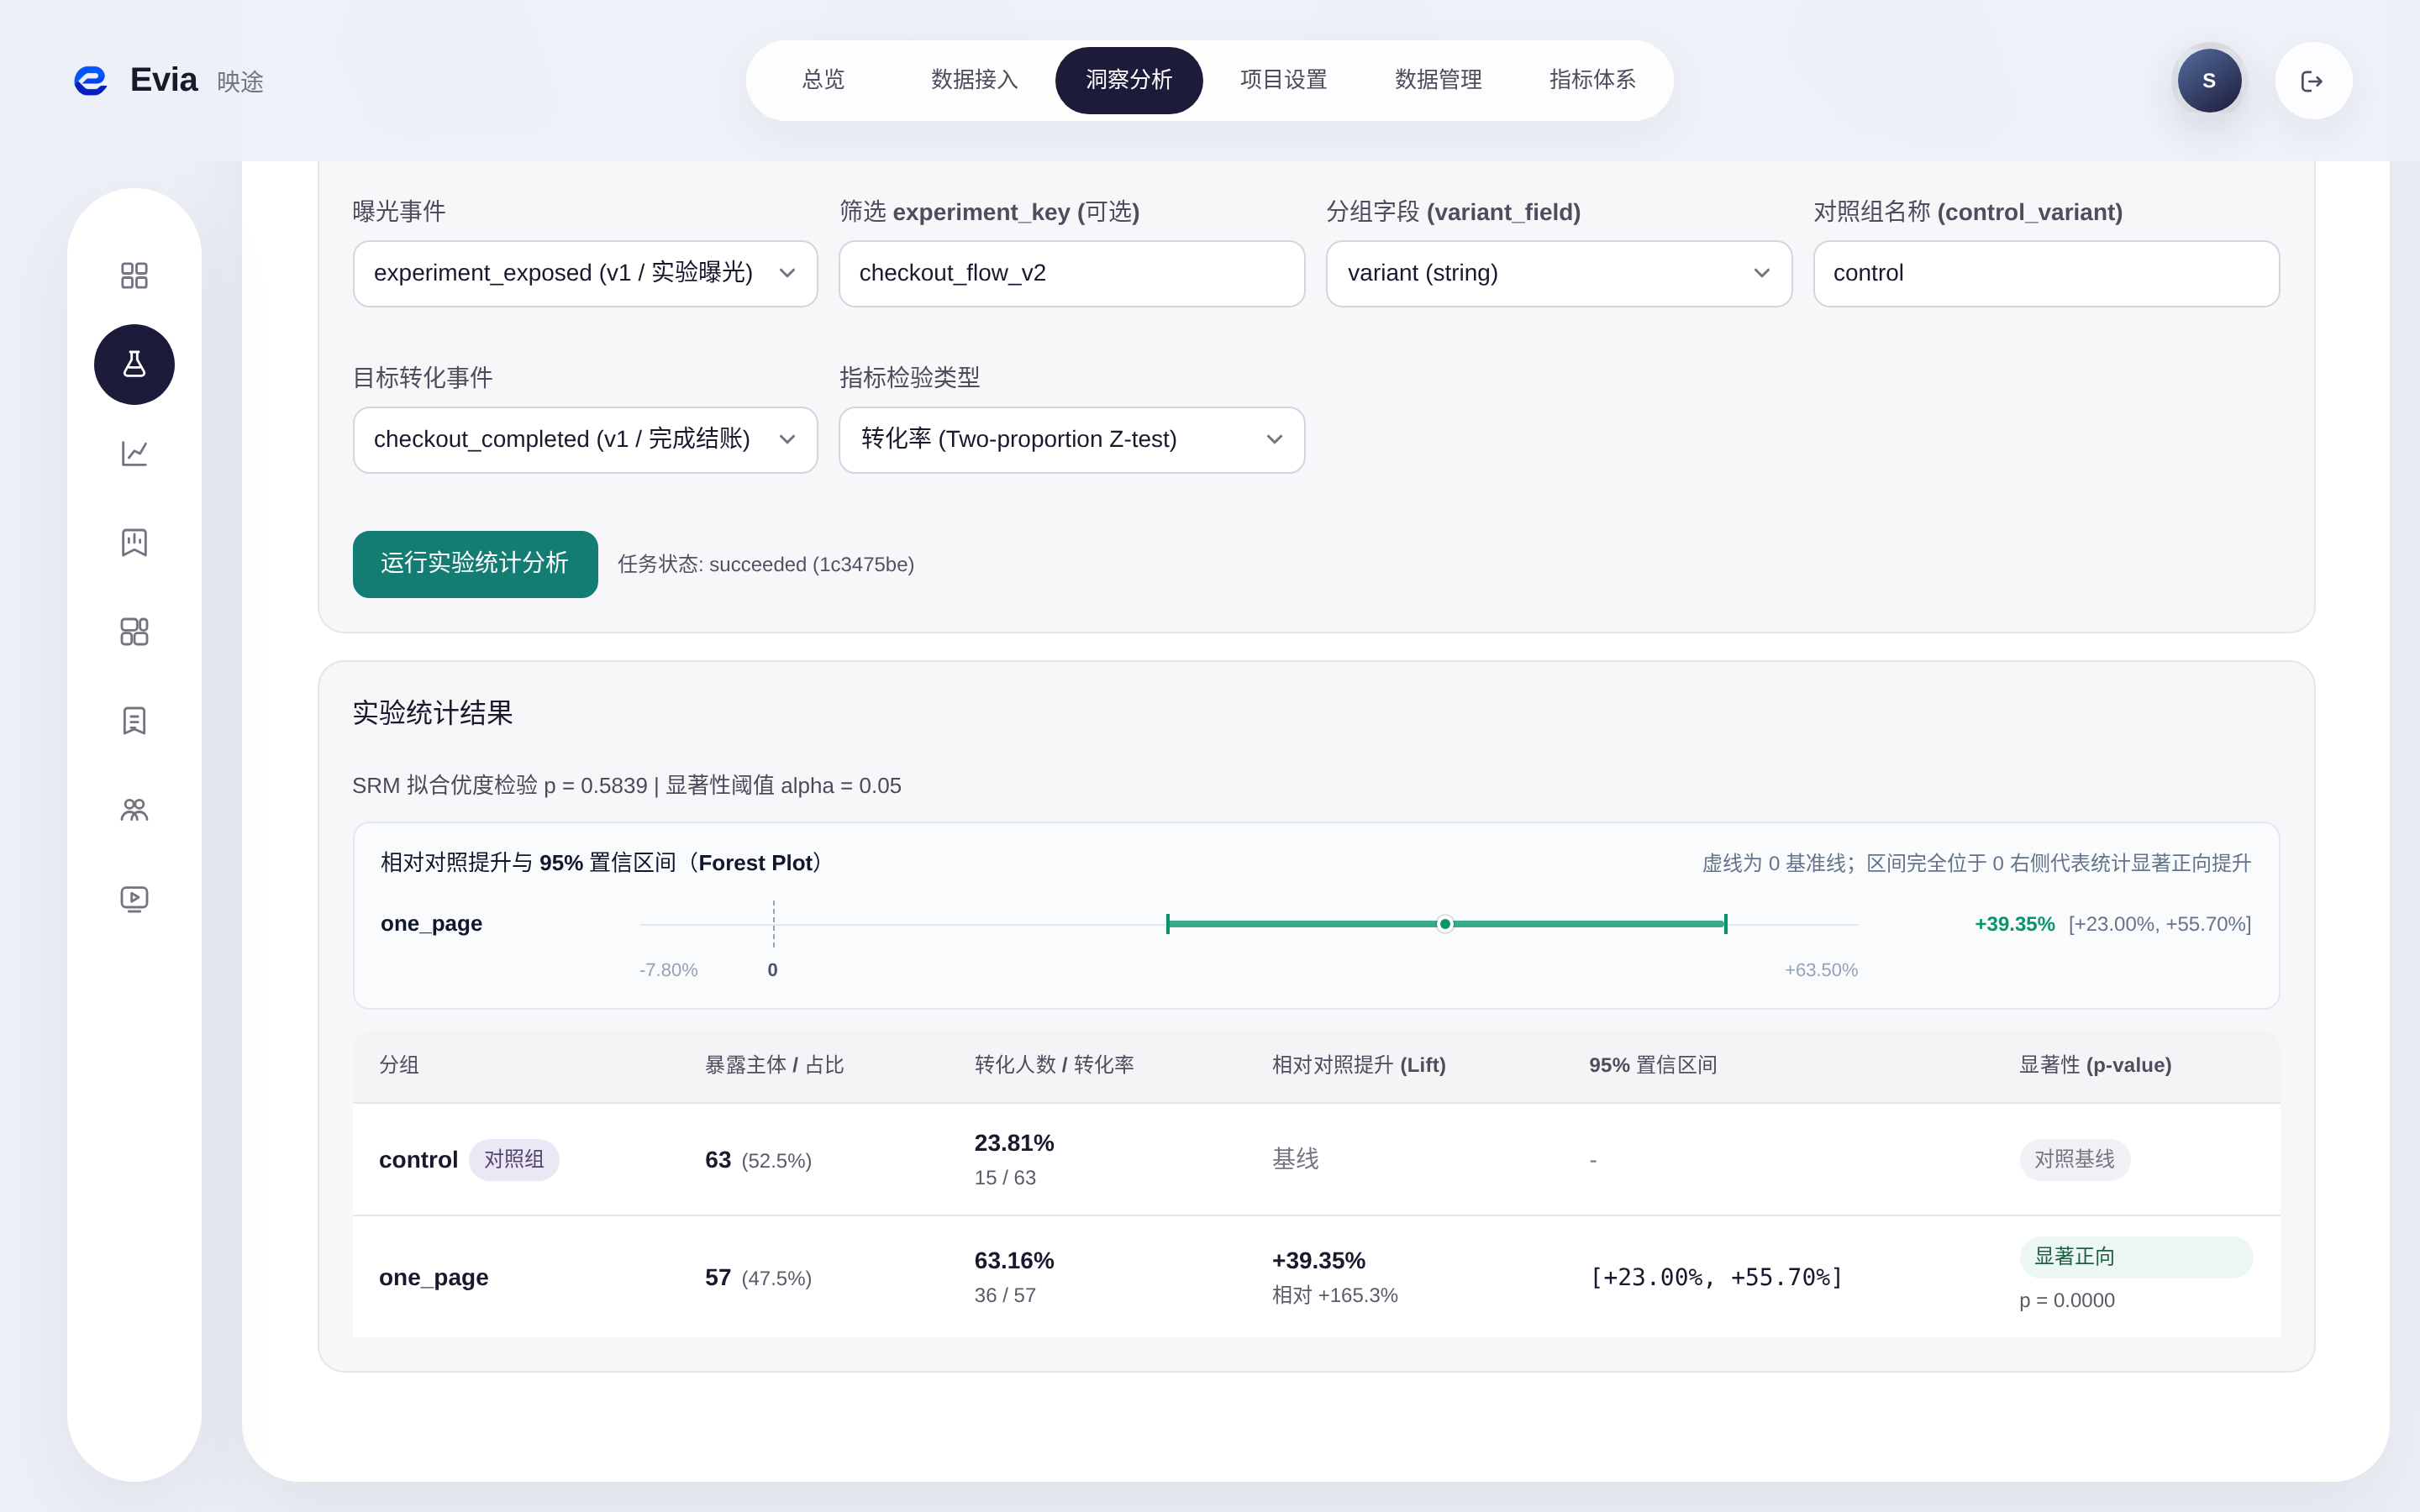 Evia 映途
总览 数据接入 洞察分析 项目设置 数据管理 指标体系
S
曝光事件 筛选 experiment_key (可选) 分组字段 (variant_field) 对照组名称 (control_variant)
experiment_exposed (v1 / 实验曝光) checkout_flow_v2 variant (string) control
目标转化事件 指标检验类型
checkout_completed (v1 / 完成结账) 转化率 (Two-proportion Z-test)
运行实验统计分析 任务状态: succeeded (1c3475be)
实验统计结果
SRM 拟合优度检验 p = 0.5839 | 显著性阈值 alpha = 0.05
相对对照提升与 95% 置信区间（Forest Plot） 虚线为 0 基准线；区间完全位于 0 右侧代表统计显著正向提升
one_page +39.35% [+23.00%, +55.70%]
-7.80% 0 +63.50%
分组 暴露主体 / 占比 转化人数 / 转化率 相对对照提升 (Lift) 95% 置信区间 显著性 (p-value)
control 对照组 63 (52.5%) 23.81% 基线 - 对照基线
15 / 63
one_page 57 (47.5%) 63.16% +39.35% [+23.00%, +55.70%] 显著正向
36 / 57 相对 +165.3% p = 0.0000